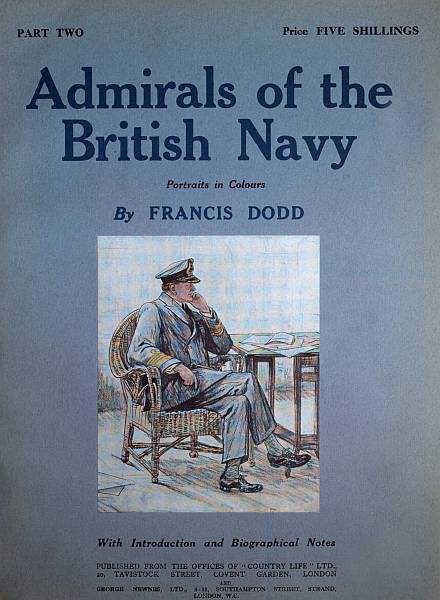 PART TWO
Price FIVE SHILLINGS
Admirals of the
British Navy
Portraits in Colours
By FRANCIS DODD
With Introduction and Biographical Notes
PUBLISHED FROM THE OFFICES OF "COUNTRY LIFE" LTD.,
20, TAVISTOCK STREET, COVENT GARDEN, LONDON
AND
GEORGE NEWNES, LTD., 8-11, SOUTHAMPTON STREET, STRAND,
LONDON, W.C.